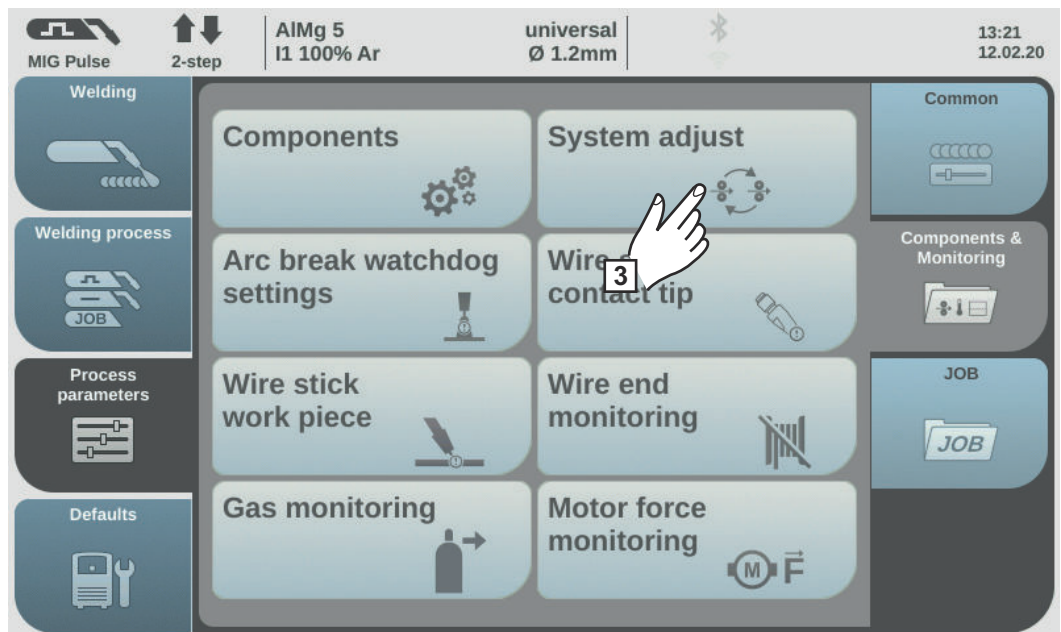 MIG Pulse
2-step
AlMg 5
I1 100% Ar
universal
Ø 1.2mm
13:21
12.02.20
Welding
Welding process
JOB
Process
parameters
Defaults
Components
System adjust
Arc break watchdog
settings
Wire
3
contact tip
Wire stick
work piece
Wire end
monitoring
Gas monitoring
Motor force
monitoring
M F
Common
Components &
Monitoring
JOB
JOB